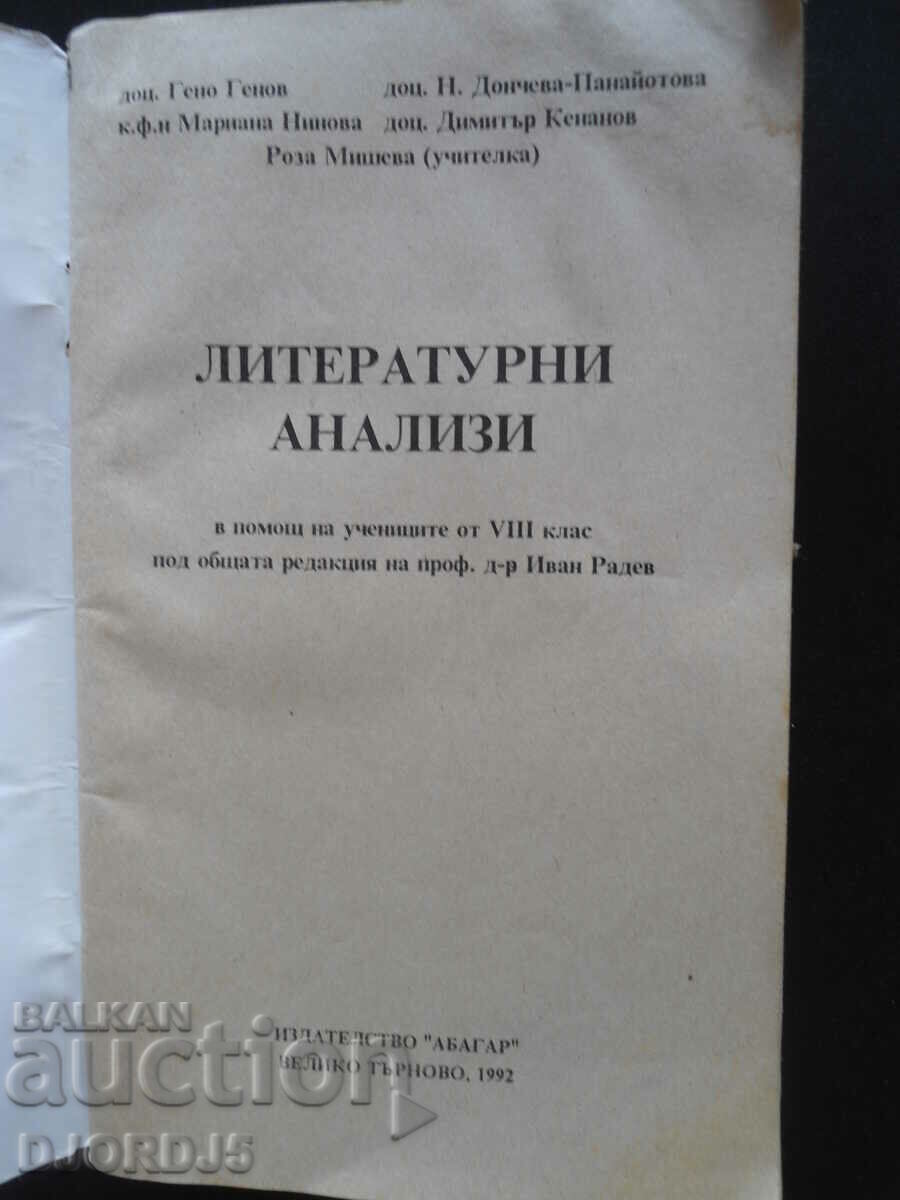 доц. Гено Генов доц. Н. Дончева-Панайотова
к.ф.н Мариана Нинова доц. Димитър Кенанов
Роза Мишева (учителка)
ЛИТЕРАТУРНИ
АНАЛИЗИ
в помощ на учениците от VIII клас
под общата редакция на проф. д-р Иван Радев
ИЗДАТЕЛСТВО "АБАГАР"
ВЕЛИКО ТЪРНОВО, 1992
BALKAN
auction
DJORDJ5